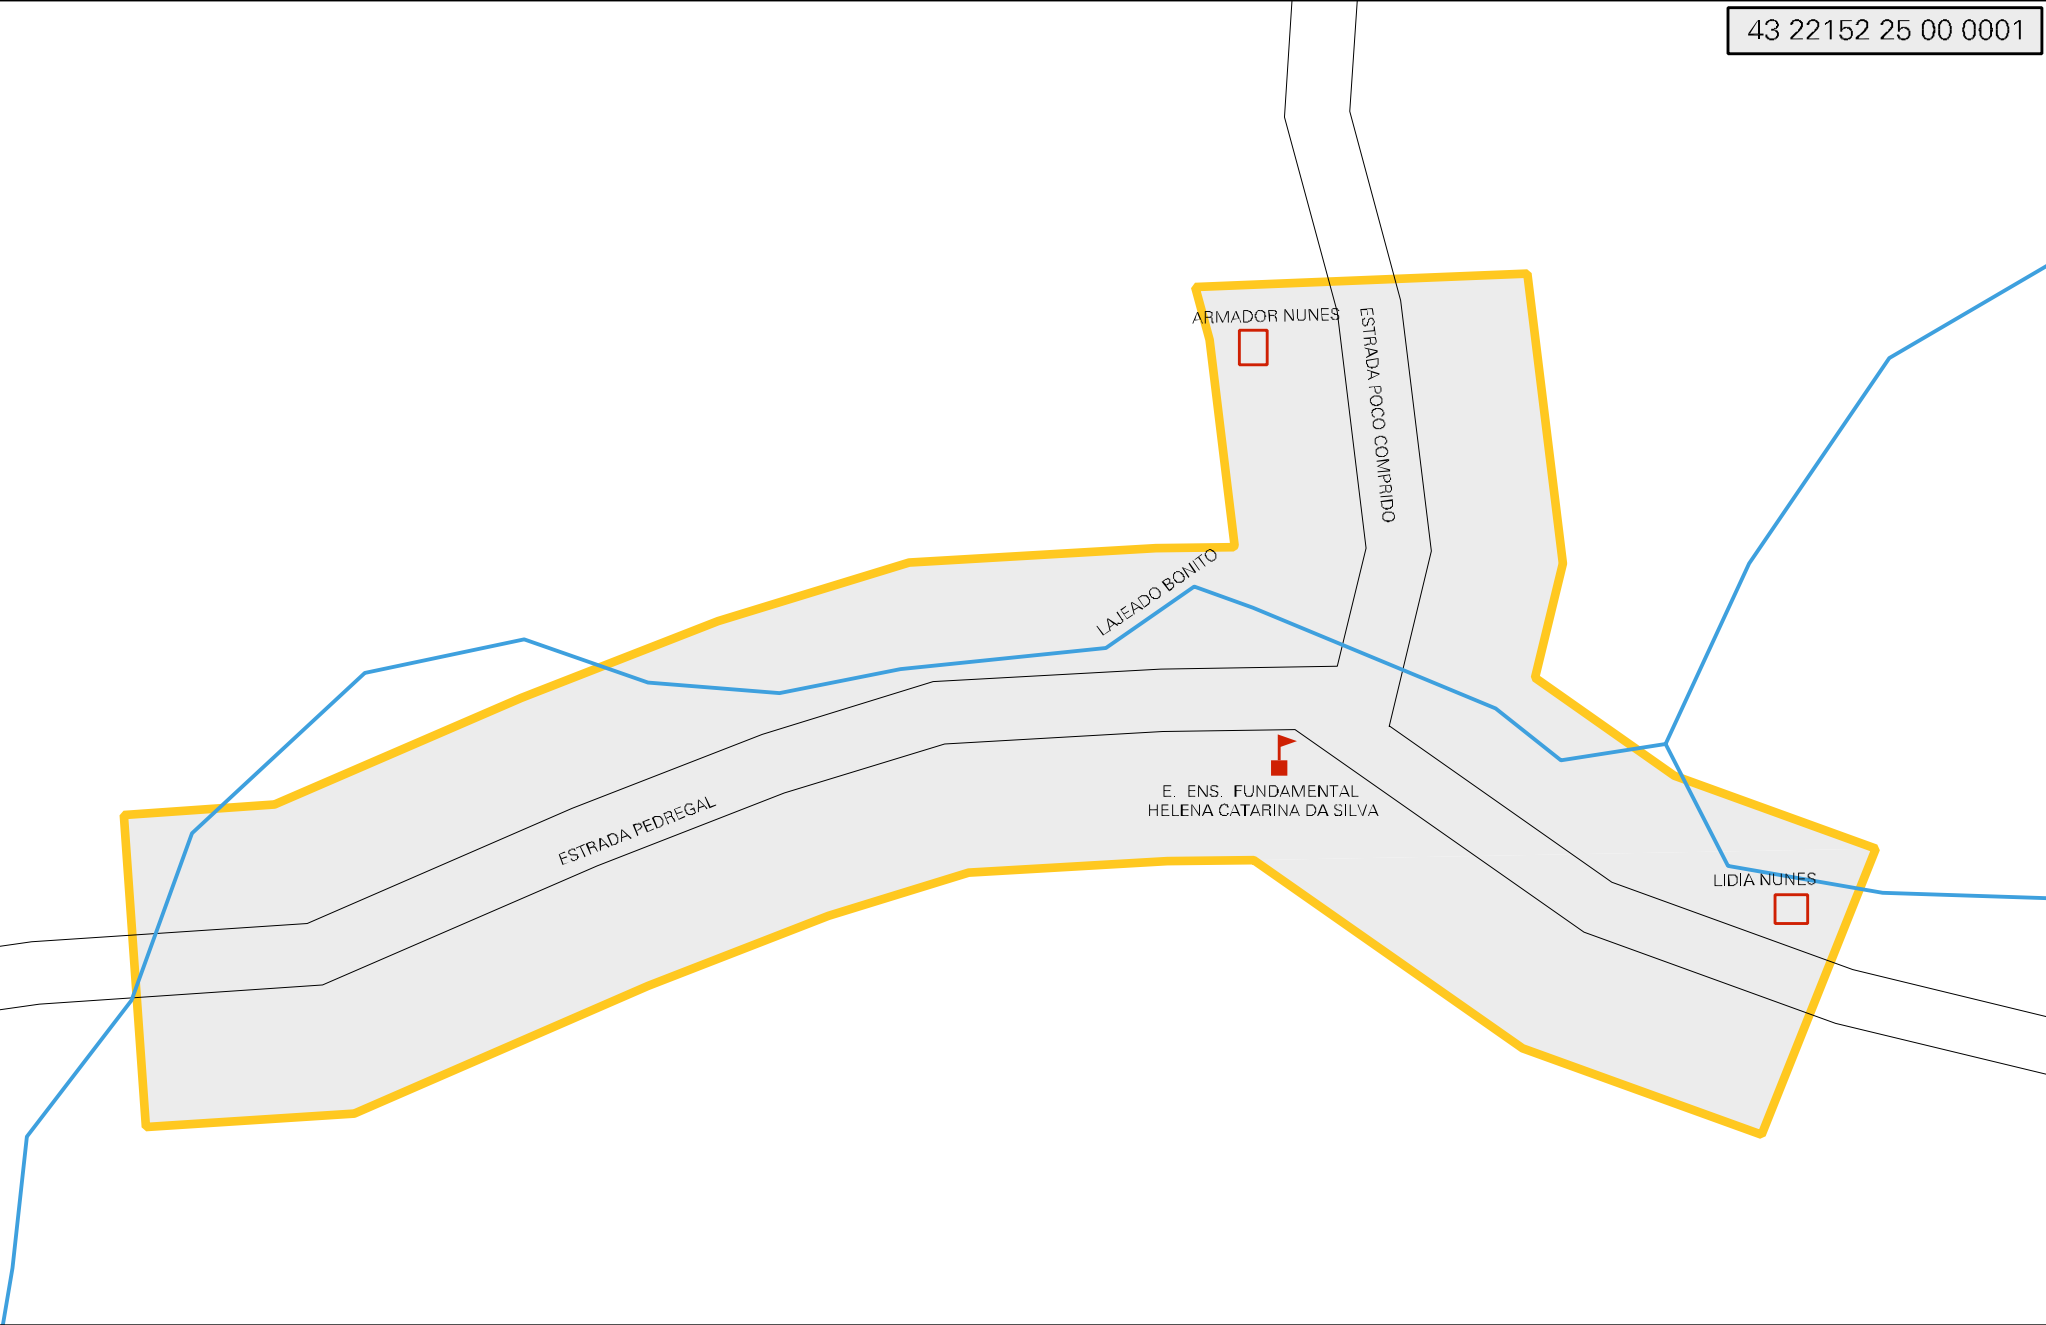 43 22152 25 00 0001
ARMADOR NUNES
ESTRADA POCO COMPRIDO
LAJEADO BONITO
E. ENS. FUNDAMENTAL
HELENA CATARINA DA SILVA
ESTRADA PEDREGAL
LIDIA NUNES